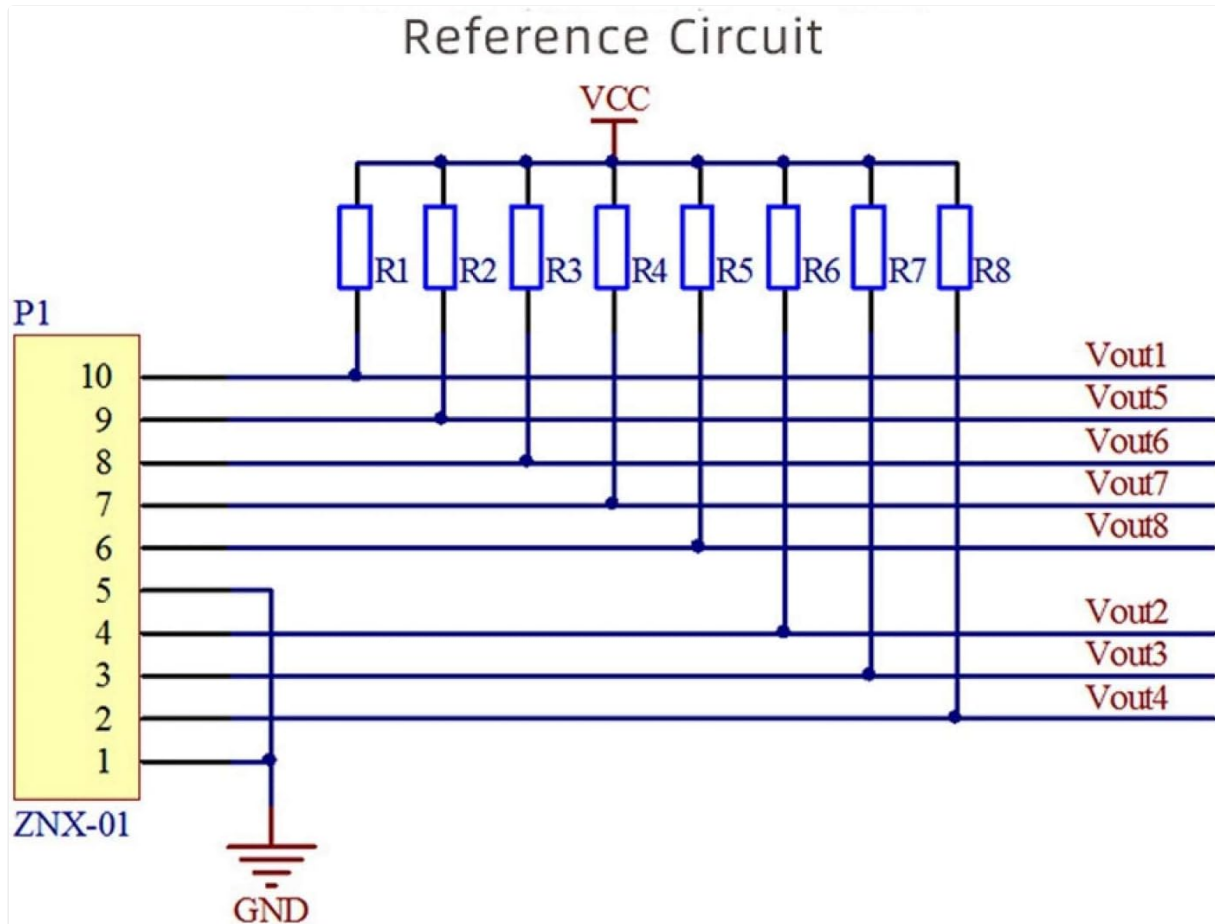 Reference Circuit
VCC
R1 R2 R3 R4 R5 R6 R7 R8
P1
10 Vout1
9 Vout5
8 Vout6
7 Vout7
6 Vout8
5
4 Vout2
3 Vout3
2 Vout4
1
ZNX-01
GND